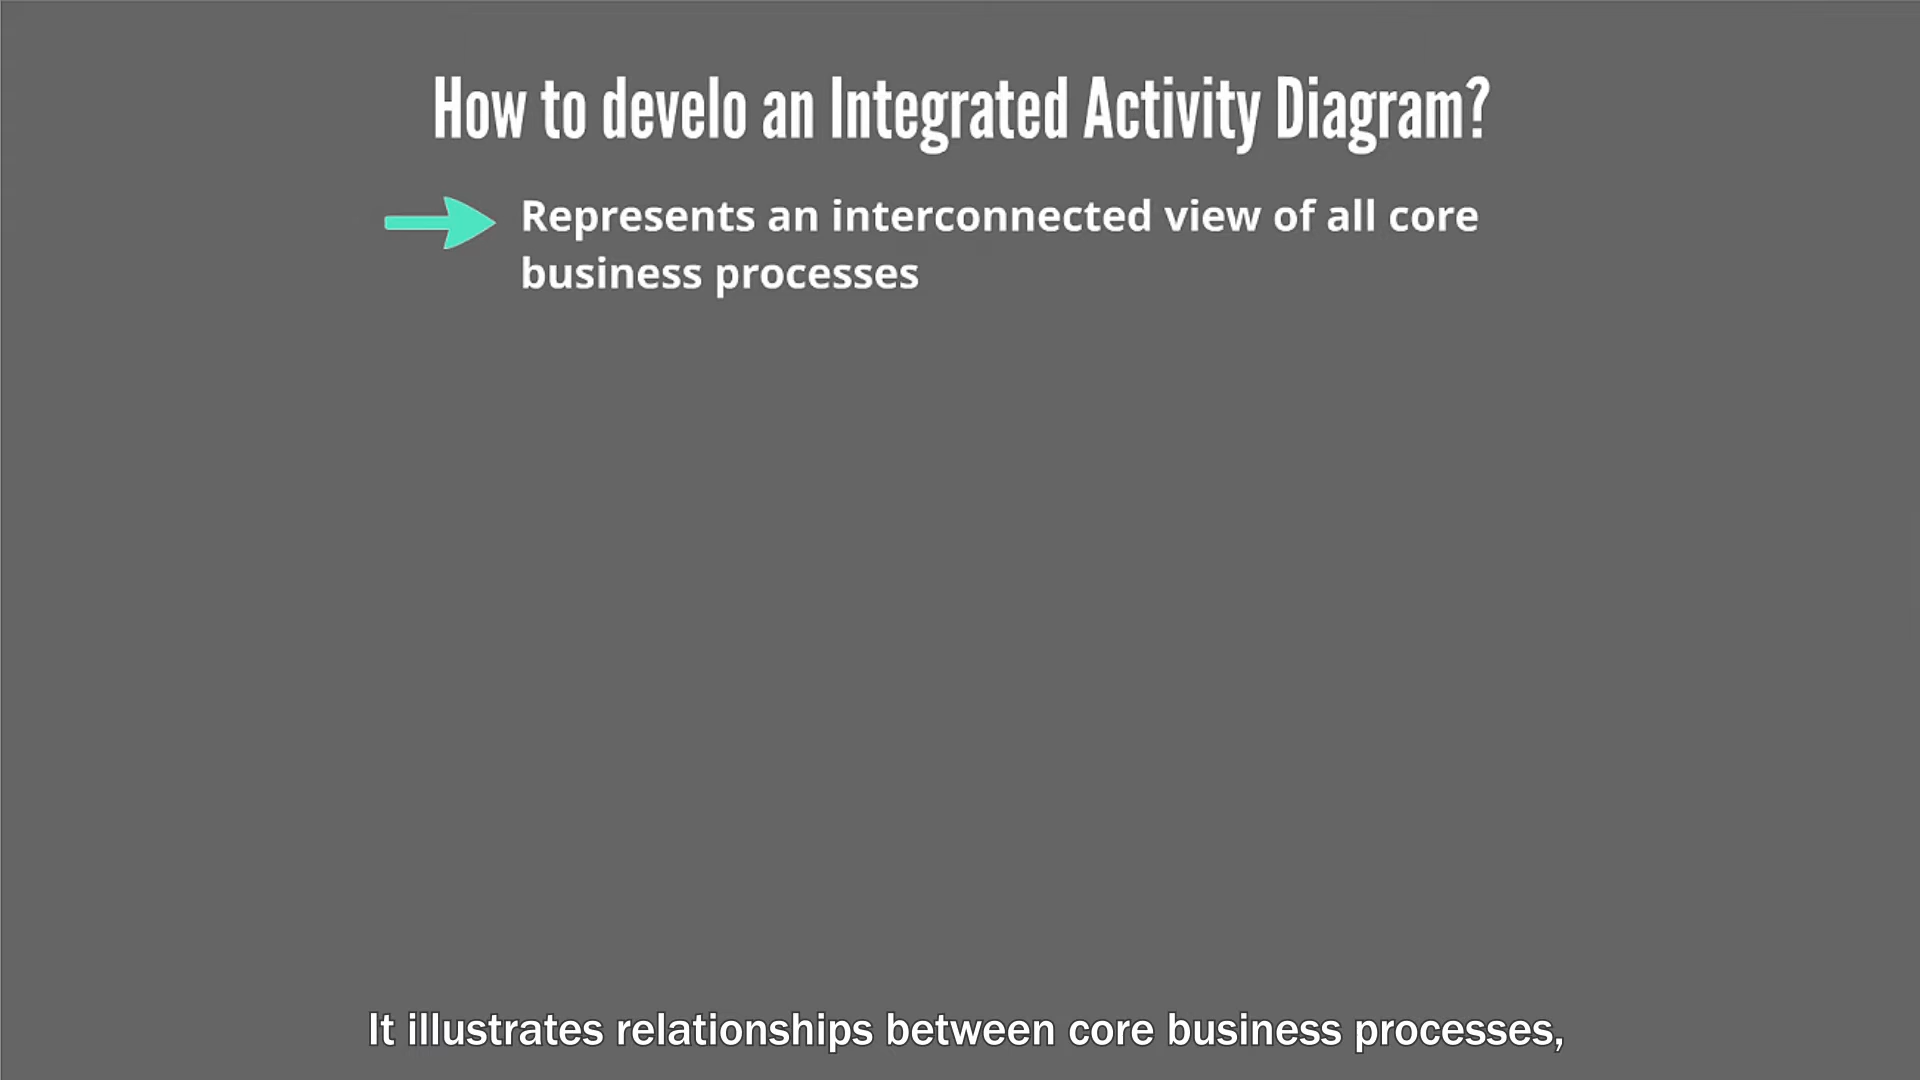 How to develo an Integrated Activity Diagram?
Represents an interconnected view of all core
business processes
It illustrates relationships between core business processes,